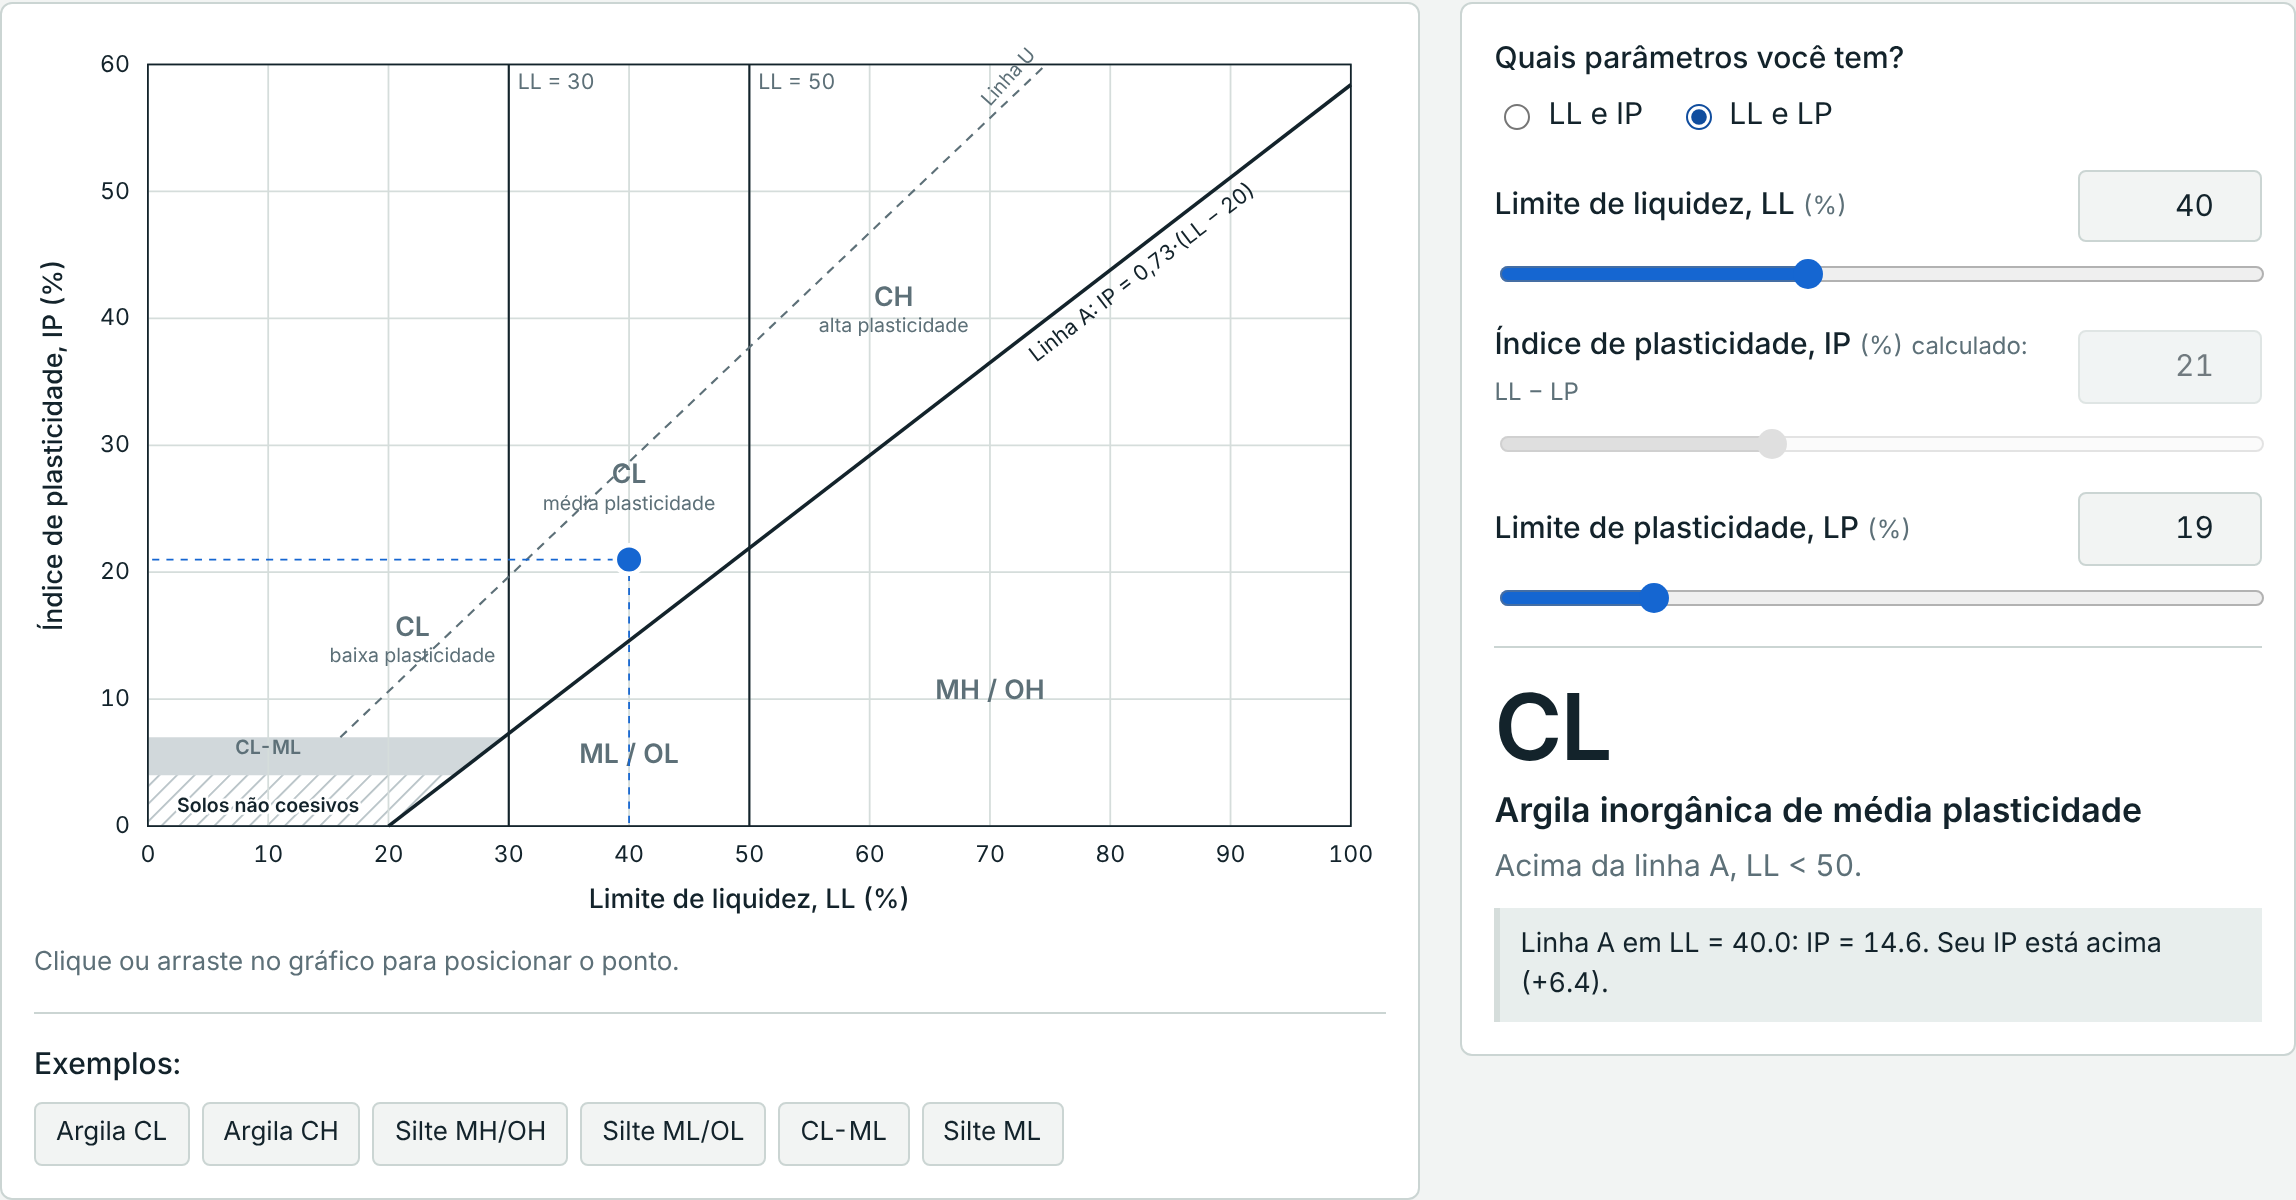 60
50
40
30
20
10
0
Índice de plasticidade, IP (%)
LL = 30
LL = 50
Linha U
Linha A: IP = 0,73·(LL − 20)
CH
alta plasticidade
CL
média plasticidade
CL
baixa plasticidade
MH / OH
ML / OL
CL-ML
Solos não coesivos
0 10 20 30 40 50 60 70 80 90 100
Limite de liquidez, LL (%)
Clique ou arraste no gráfico para posicionar o ponto.
Exemplos:
Argila CL Argila CH Silte MH/OH Silte ML/OL CL-ML Silte ML
Quais parâmetros você tem?
LL e IP LL e LP
Limite de liquidez, LL (%) 40
Índice de plasticidade, IP (%) calculado:
LL − LP
21
Limite de plasticidade, LP (%) 19
CL
Argila inorgânica de média plasticidade
Acima da linha A, LL < 50.
Linha A em LL = 40.0: IP = 14.6. Seu IP está acima
(+6.4).